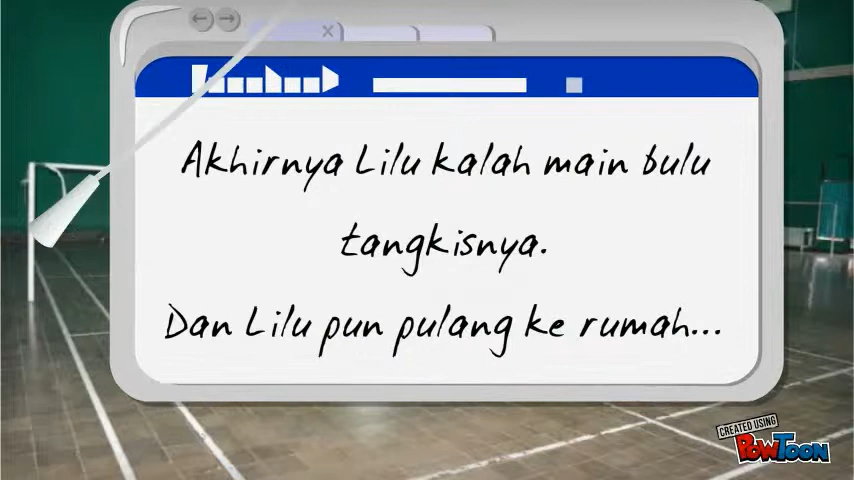 Akhirnya Lilu kalah main bulu
tangkisnya.
Dan Lilu pun pulang ke rumah...
CREATED USING
POWTOON